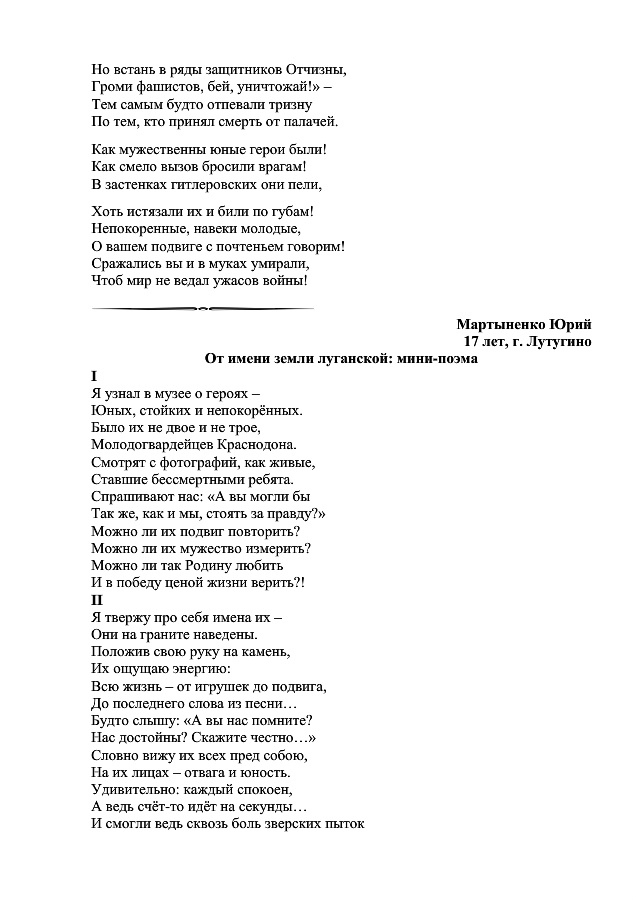 Но встань в ряды защитников Отчизны,
Громи фашистов, бей, уничтожай!» –
Тем самым будто отпевали тризну
По тем, кто принял смерть от палачей.
Как мужественны юные герои были!
Как смело вызов бросили врагам!
В застенках гитлеровских они пели,
Хоть истязали их и били по губам!
Непокоренные, навеки молодые,
О вашем подвиге с почтеньем говорим!
Сражались вы и в муках умирали,
Чтоб мир не ведал ужасов войны!
Мартыненко Юрий
17 лет, г. Лутугино
От имени земли луганской: мини-поэма
I
Я узнал в музее о героях –
Юных, стойких и непокорённых.
Было их не двое и не трое,
Молодогвардейцев Краснодона.
Смотрят с фотографий, как живые,
Ставшие бессмертными ребята.
Спрашивают нас: «А вы могли бы
Так же, как и мы, стоять за правду?»
Можно ли их подвиг повторить?
Можно ли их мужество измерить?
Можно ли так Родину любить
И в победу ценой жизни верить?!
II
Я твержу про себя имена их –
Они на граните наведены.
Положив свою руку на камень,
Их ощущаю энергию:
Всю жизнь – от игрушек до подвига,
До последнего слова из песни…
Будто слышу: «А вы нас помните?
Нас достойны? Скажите честно…»
Словно вижу их всех пред собою,
На их лицах – отвага и юность.
Удивительно: каждый спокоен,
А ведь счёт-то идёт на секунды…
И смогли ведь сквозь боль зверских пыток